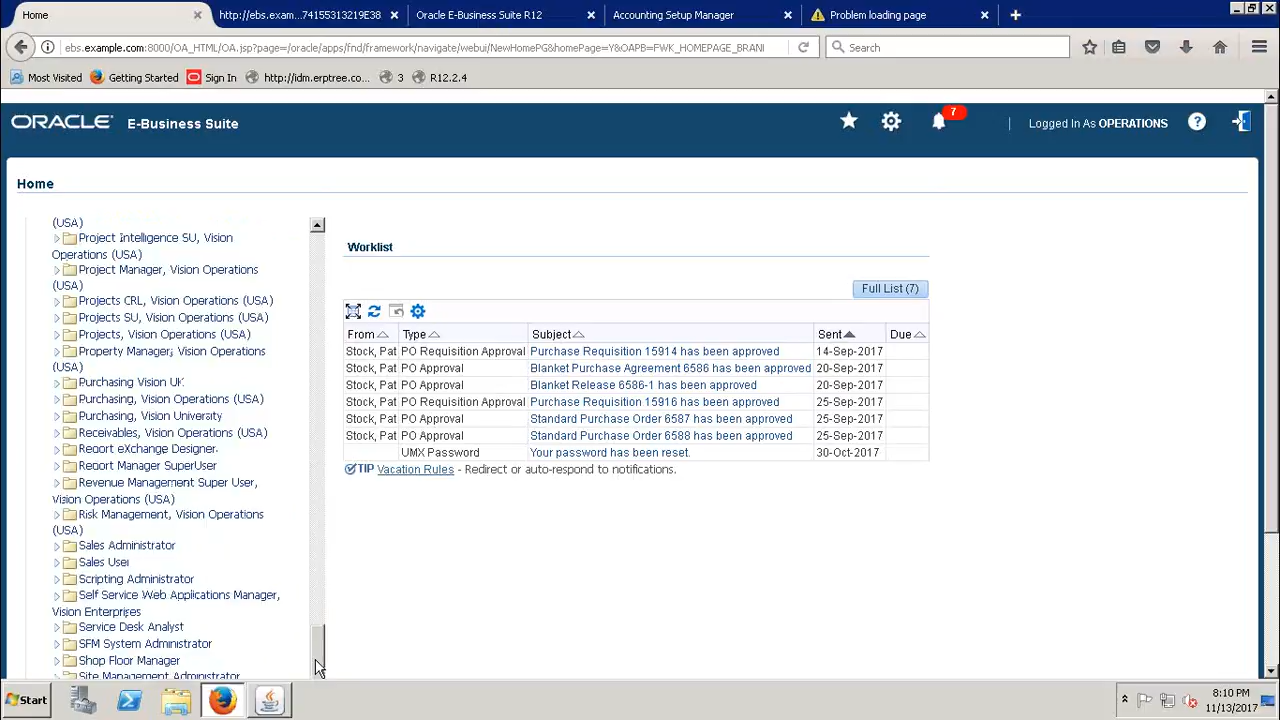 Home
http://ebs.exam...74155313219E38
Oracle E-Business Suite R12
Accounting Setup Manager
Problem loading page
ebs.example.com:8000/OA_HTML/OA.jsp?page=/oracle/apps/fnd/framework/navigate/webui/NewHomePG&homePage=Y&OAPB=FWK_HOMEPAGE_BRANI
Search
Most Visited
Getting Started
Sign In
http://idm.erptree.co...
3
R12.2.4
ORACLE E-Business Suite
7
Logged In As OPERATIONS
Home
(USA)
Project Intelligence SU, Vision
Operations (USA)
Project Manager, Vision Operations
(USA)
Projects CRL, Vision Operations (USA)
Projects SU, Vision Operations (USA)
Projects, Vision Operations (USA)
Property Manager, Vision Operations
(USA)
Purchasing Vision UK
Purchasing, Vision Operations (USA)
Purchasing, Vision University
Receivables, Vision Operations (USA)
Report eXchange Designer
Report Manager SuperUser
Revenue Management Super User,
Vision Operations (USA)
Risk Management, Vision Operations
(USA)
Sales Administrator
Sales User
Scripting Administrator
Self Service Web Applications Manager,
Vision Enterprises
Service Desk Analyst
SFM System Administrator
Shop Floor Manager
Site Management Administrator
Worklist
Full List (7)
From Type Subject Sent Due
Stock, Pat PO Requisition Approval Purchase Requisition 15914 has been approved 14-Sep-2017
Stock, Pat PO Approval Blanket Purchase Agreement 6586 has been approved 20-Sep-2017
Stock, Pat PO Approval Blanket Release 6586-1 has been approved 20-Sep-2017
Stock, Pat PO Requisition Approval Purchase Requisition 15916 has been approved 25-Sep-2017
Stock, Pat PO Approval Standard Purchase Order 6587 has been approved 25-Sep-2017
Stock, Pat PO Approval Standard Purchase Order 6588 has been approved 25-Sep-2017
UMX Password Your password has been reset. 30-Oct-2017
TIP Vacation Rules - Redirect or auto-respond to notifications.
Start
8:10 PM
11/13/2017